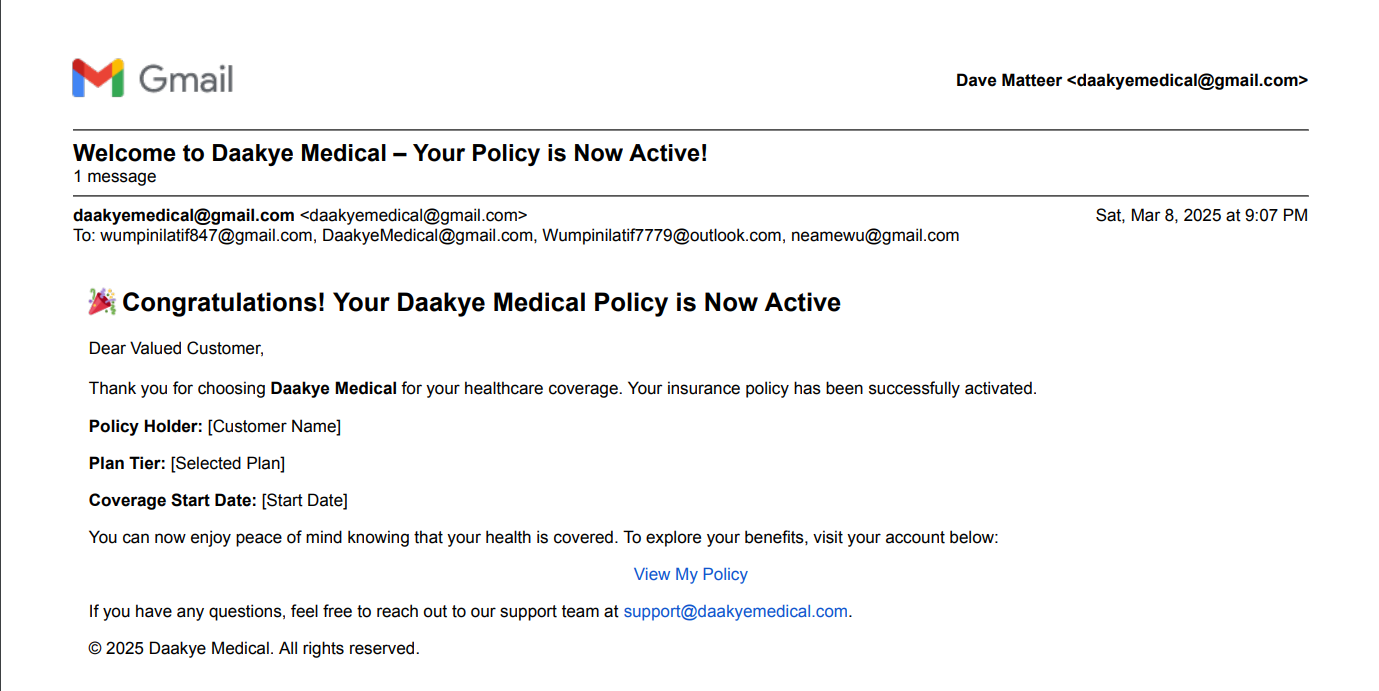 Gmail
Dave Matteer <daakyemedical@gmail.com>
Welcome to Daakye Medical – Your Policy is Now Active!
1 message
daakyemedical@gmail.com <daakyemedical@gmail.com> Sat, Mar 8, 2025 at 9:07 PM
To: wumpinilatif847@gmail.com, DaakyeMedical@gmail.com, Wumpinilatif7779@outlook.com, neamewu@gmail.com
🎉 Congratulations! Your Daakye Medical Policy is Now Active
Dear Valued Customer,
Thank you for choosing Daakye Medical for your healthcare coverage. Your insurance policy has been successfully activated.
Policy Holder: [Customer Name]
Plan Tier: [Selected Plan]
Coverage Start Date: [Start Date]
You can now enjoy peace of mind knowing that your health is covered. To explore your benefits, visit your account below:
View My Policy
If you have any questions, feel free to reach out to our support team at support@daakyemedical.com.
© 2025 Daakye Medical. All rights reserved.